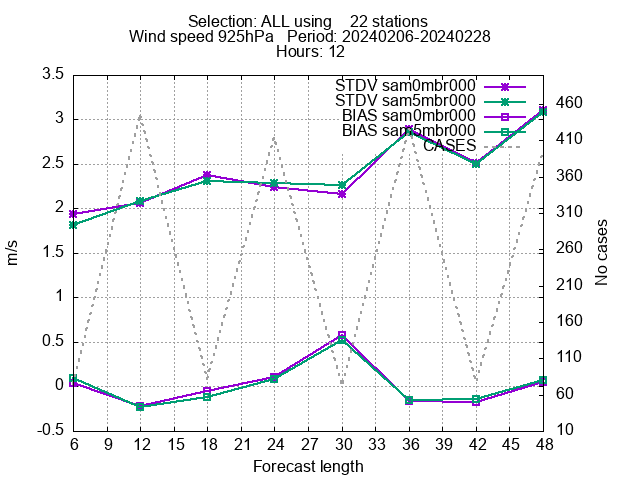 Selection: ALL using    22 stations
Wind speed 925hPa   Period: 20240206-20240228
Hours: 12
STDV sam0mbr000
STDV sam5mbr000
BIAS sam0mbr000
BIAS sam5mbr000
CASES
3.5
3
2.5
2
1.5
1
0.5
0
-0.5
m/s
460
410
360
310
260
210
160
110
60
10
No cases
6 9 12 15 18 21 24 27 30 33 36 39 42 45 48
Forecast length